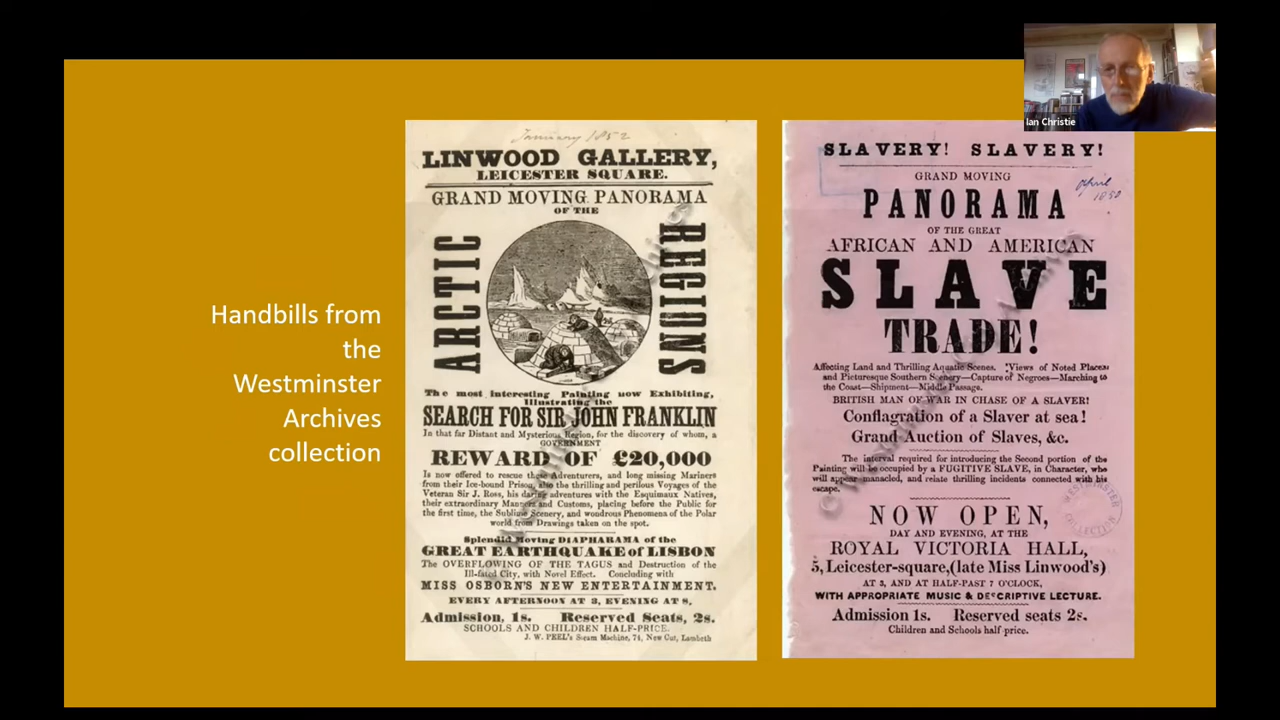 Ian Christie
Handbills from
the
Westminster
Archives
collection
January 1852
LINWOOD GALLERY,
LEICESTER SQUARE.
GRAND MOVING PANORAMA
OF THE
ARCTIC
REGIONS
The most interesting Painting now Exhibiting,
Illustrating the
SEARCH FOR SIR JOHN FRANKLIN
In that far Distant and Mysterious Region, for the discovery of whom, a
GOVERNMENT
REWARD OF £20,000
Is now offered to rescue these Adventurers, and long missing Mariners
from their Ice-bound Prison, also the thrilling and perilous Voyages of the
Veteran Sir J. Ross, his daring adventures with the Esquimaux Natives,
their extraordinary Manners and Customs, placing before the Public for
the first time, the Sublime Scenery, and wondrous Phenomena of the Polar
world from Drawings taken on the spot.
Splendid Moving DIAPHARAMA of the
GREAT EARTHQUAKE of LISBON
The OVERFLOWING OF THE TAGUS and Destruction of the
Ill-fated City, with Novel Effect. Concluding with
MISS OSBORN'S NEW ENTERTAINMENT.
EVERY AFTERNOON AT 3, EVENING AT 8,
Admission, 1s. Reserved Seats, 2s.
SCHOOLS AND CHILDREN HALF-PRICE.
J. W. PEEL's Steam Machine, 74, New Cut, Lambeth
SLAVERY! SLAVERY!
GRAND MOVING
April
1850
PANORAMA
OF THE GREAT
AFRICAN AND AMERICAN
SLAVE
TRADE!
Affecting Land and Thrilling Aquatic Scenes. Views of Noted Places
and Picturesque Southern Scenery—Capture of Negroes—Marching to
the Coast—Shipment—Middle Passage.
BRITISH MAN OF WAR IN CHASE OF A SLAVER!
Conflagration of a Slaver at sea!
Grand Auction of Slaves, &c.
The interval required for introducing the Second portion of the
Painting will be occupied by a FUGITIVE SLAVE, in Character, who
will appear manacled, and relate thrilling incidents connected with his
escape.
WESTMINSTER
COLLECTION
NOW OPEN,
DAY AND EVENING, AT THE
ROYAL VICTORIA HALL,
5, Leicester-square, (late Miss Linwood's)
AT 3, AND AT HALF-PAST 7 O'CLOCK,
WITH APPROPRIATE MUSIC & DESCRIPTIVE LECTURE.
Admission 1s. Reserved seats 2s.
Children and Schools half-price.